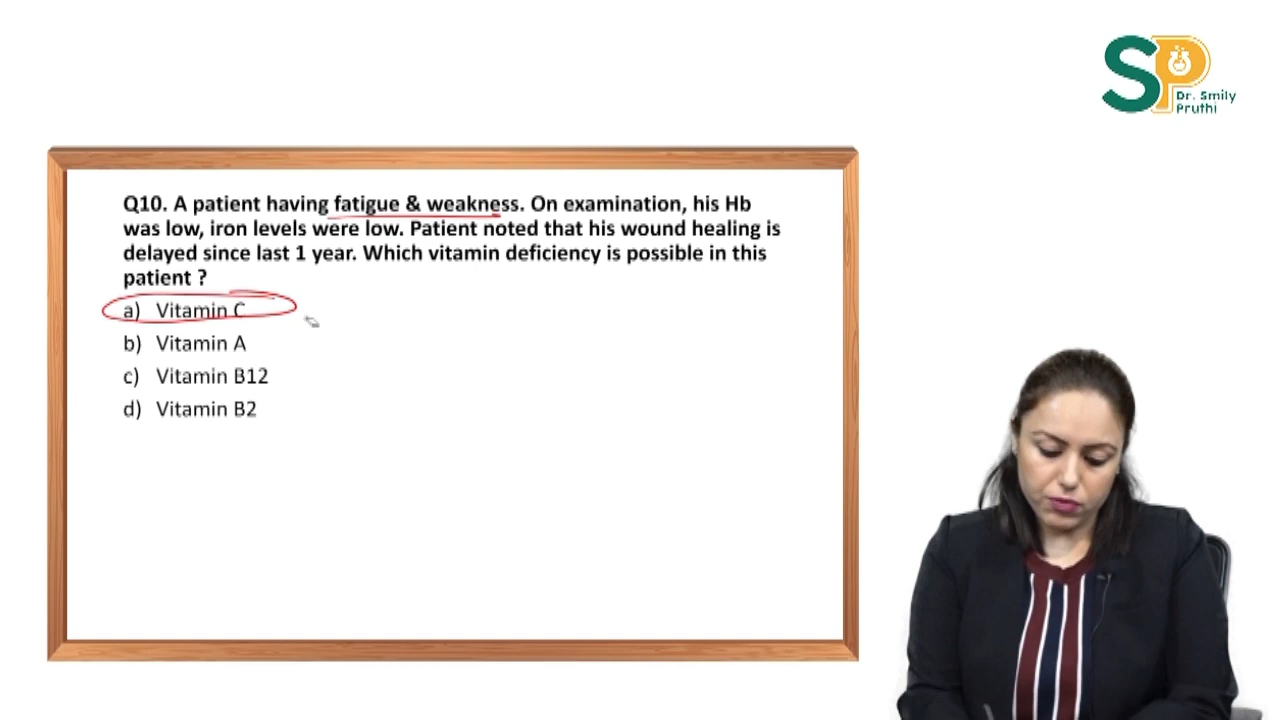 SP
Dr. Smily
Pruthi
Q10. A patient having fatigue & weakness. On examination, his Hb
was low, iron levels were low. Patient noted that his wound healing is
delayed since last 1 year. Which vitamin deficiency is possible in this
patient ?
a) Vitamin C
b) Vitamin A
c) Vitamin B12
d) Vitamin B2